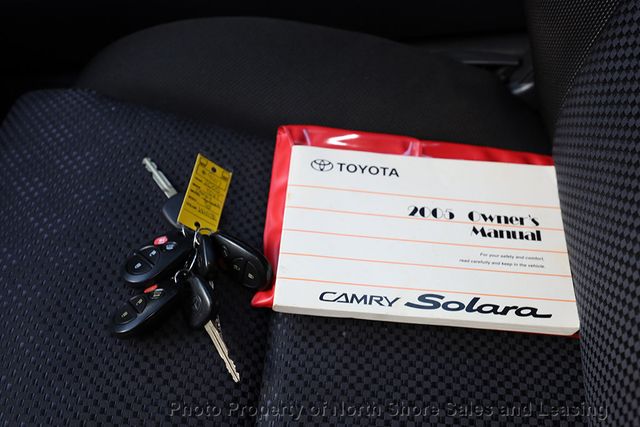 TOYOTA
2005 Owner's
Manual
For your safety and comfort,
read carefully and keep in the vehicle.
CAMRY Solara
Photo Property of North Shore Sales and Leasing